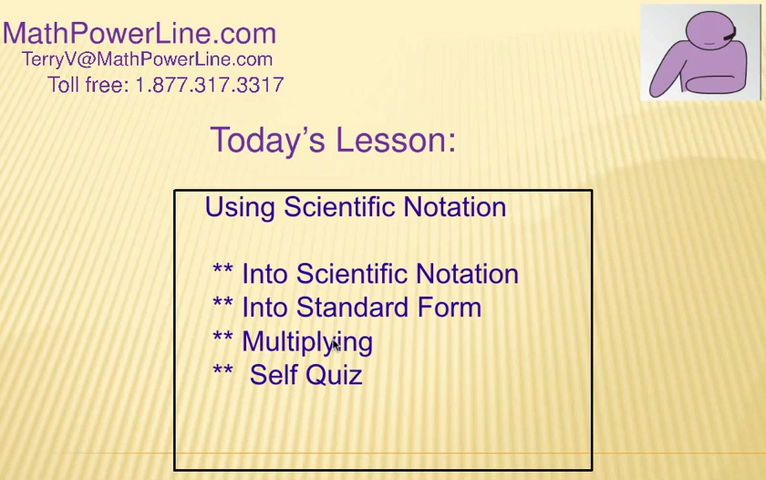 MathPowerLine.com
TerryV@MathPowerLine.com
Toll free: 1.877.317.3317
Today's Lesson:
Using Scientific Notation
** Into Scientific Notation
** Into Standard Form
** Multiplying
** Self Quiz